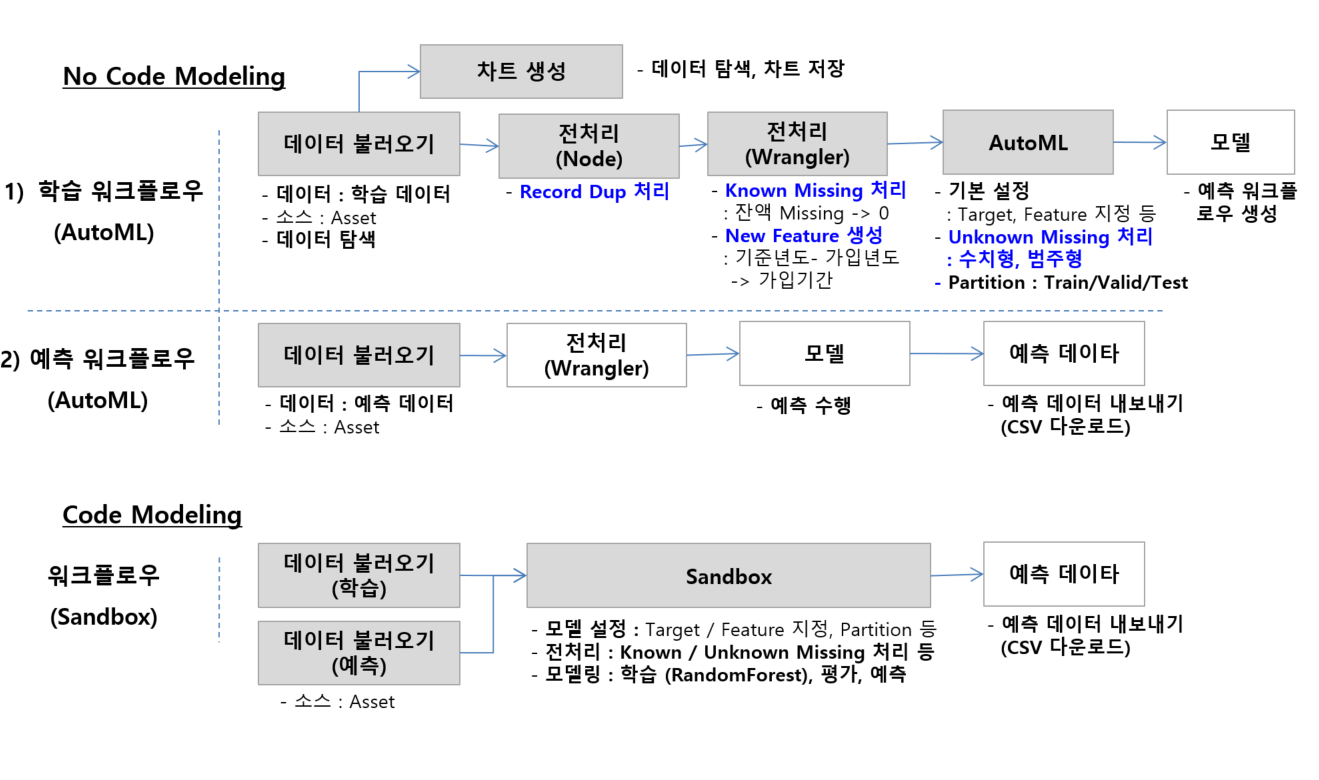 No Code Modeling
차트 생성
- 데이터 탐색, 차트 저장
1) 학습 워크플로우
(AutoML)
데이터 불러오기
- 데이터 : 학습 데이터
- 소스 : Asset
- 데이터 탐색
전처리
(Node)
- Record Dup 처리
전처리
(Wrangler)
- Known Missing 처리
: 잔액 Missing -> 0
- New Feature 생성
: 기준년도- 가입년도
-> 가입기간
AutoML
- 기본 설정
: Target, Feature 지정 등
- Unknown Missing 처리
: 수치형, 범주형
- Partition : Train/Valid/Test
모델
- 예측 워크플
로우 생성
2) 예측 워크플로우
(AutoML)
데이터 불러오기
- 데이터 : 예측 데이터
- 소스 : Asset
전처리
(Wrangler)
모델
- 예측 수행
예측 데이타
- 예측 데이터 내보내기
(CSV 다운로드)
Code Modeling
워크플로우
(Sandbox)
데이터 불러오기
(학습)
데이터 불러오기
(예측)
- 소스 : Asset
Sandbox
- 모델 설정 : Target / Feature 지정, Partition 등
- 전처리 : Known / Unknown Missing 처리 등
- 모델링 : 학습 (RandomForest), 평가, 예측
예측 데이타
- 예측 데이터 내보내기
(CSV 다운로드)